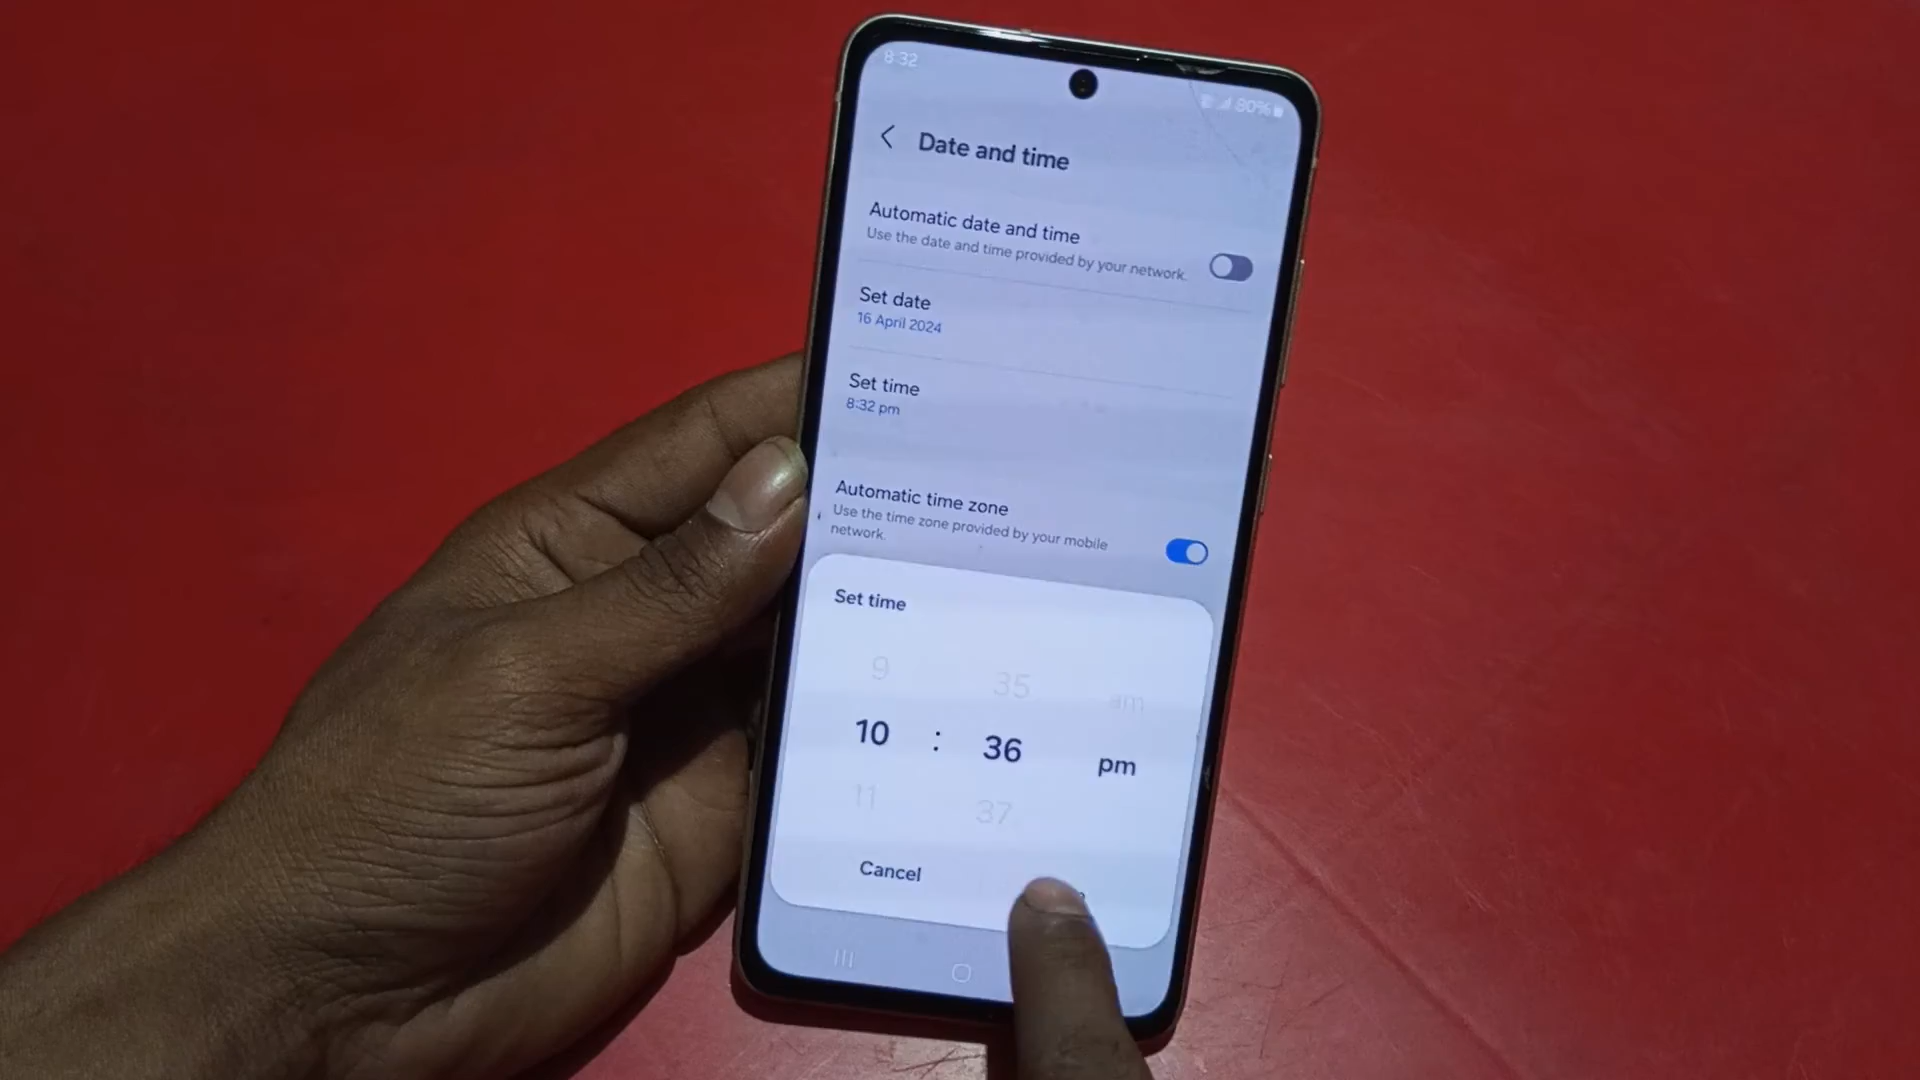 8:32
80%
Date and time
Automatic date and time
Use the date and time provided by your network.
Set date
16 April 2024
Set time
8:32 pm
Automatic time zone
Use the time zone provided by your mobile
network.
Set time
9 35 am
10 : 36 pm
11 37
Cancel